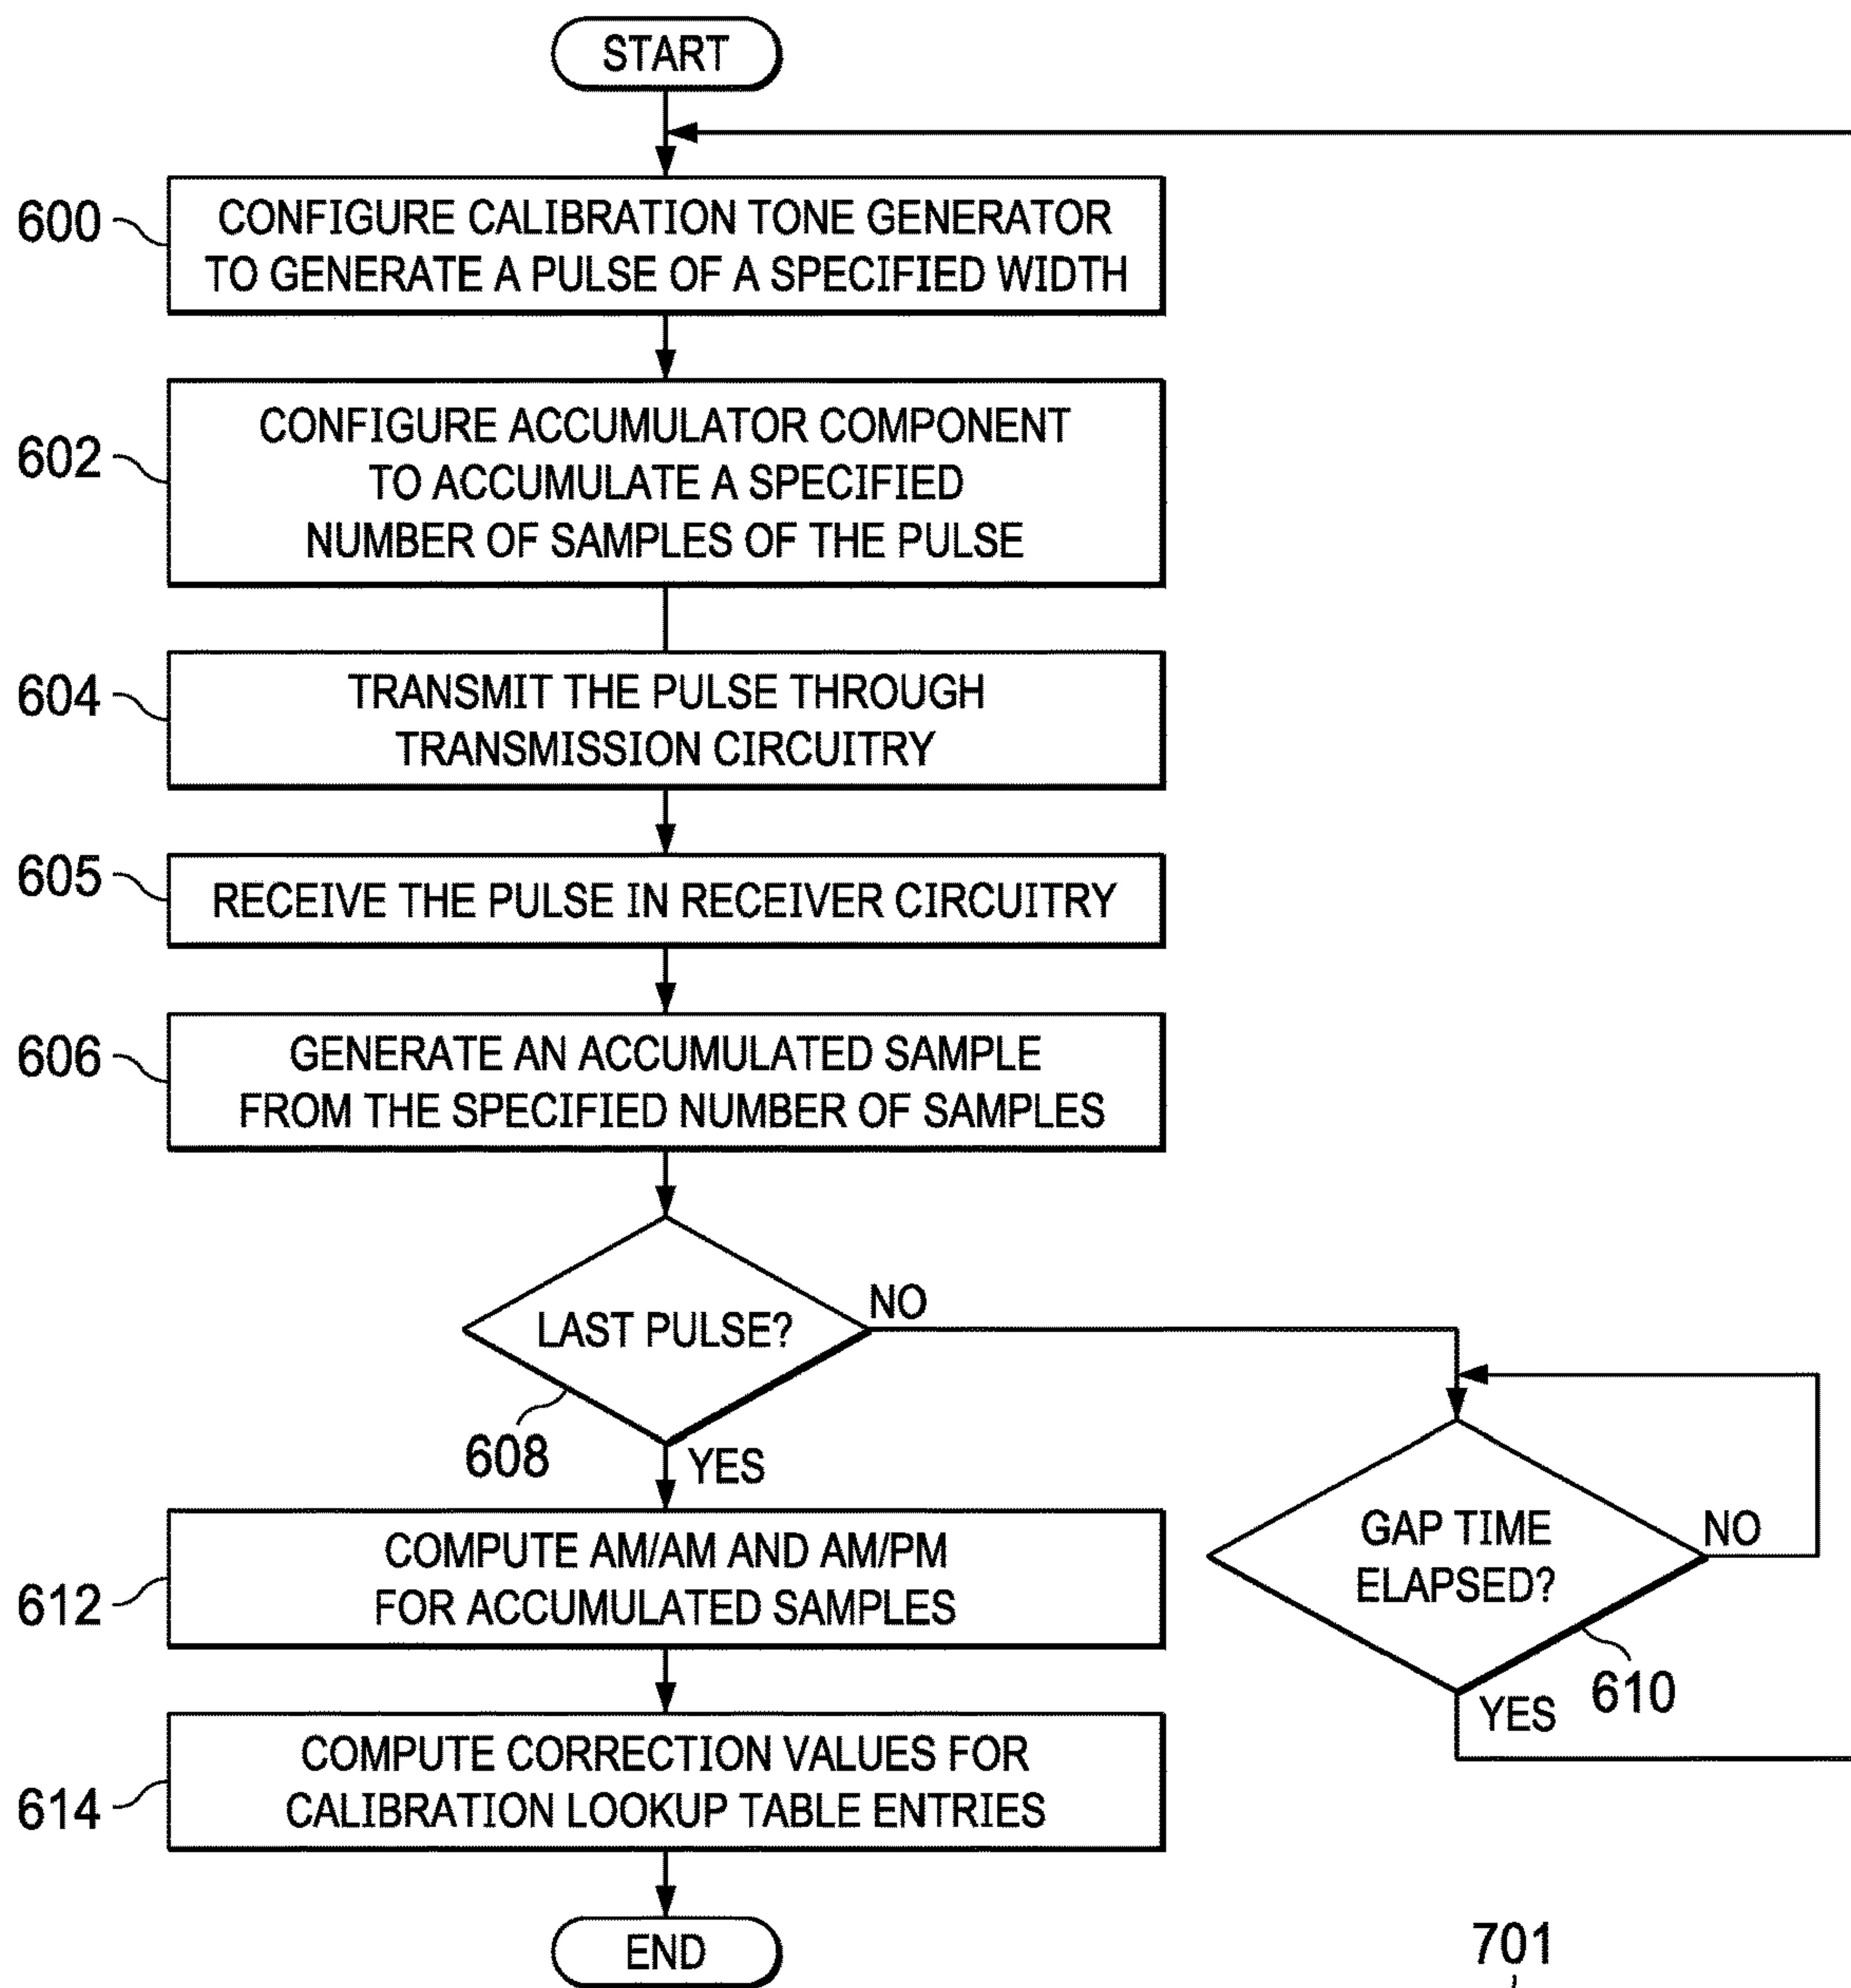 START
600
CONFIGURE CALIBRATION TONE GENERATOR
TO GENERATE A PULSE OF A SPECIFIED WIDTH
602
CONFIGURE ACCUMULATOR COMPONENT
TO ACCUMULATE A SPECIFIED
NUMBER OF SAMPLES OF THE PULSE
604
TRANSMIT THE PULSE THROUGH
TRANSMISSION CIRCUITRY
605
RECEIVE THE PULSE IN RECEIVER CIRCUITRY
606
GENERATE AN ACCUMULATED SAMPLE
FROM THE SPECIFIED NUMBER OF SAMPLES
LAST PULSE?
NO
608
YES
GAP TIME
ELAPSED?
NO
610
YES
612
COMPUTE AM/AM AND AM/PM
FOR ACCUMULATED SAMPLES
614
COMPUTE CORRECTION VALUES FOR
CALIBRATION LOOKUP TABLE ENTRIES
END
701